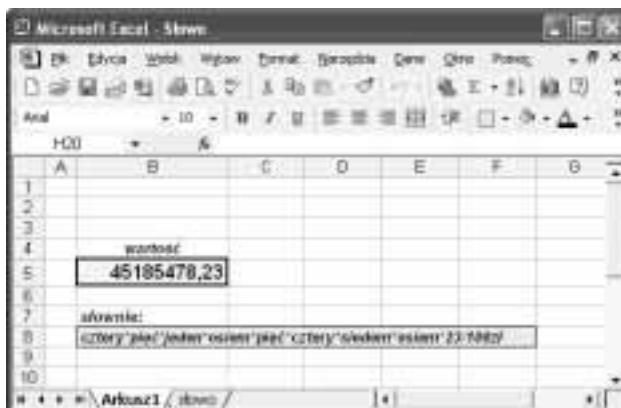 Microsoft Excel - Słowo
Plik Edycja Widok Wstaw Format Narzędzia Dane Okno Pomoc
Arial 10 B I U
H20 fx
A B C D E F G
1
2
3
4 wartość
5 45185478,23
6
7 słownie:
8 cztery*pięć*jeden*osiem*pięć*cztery*siedem*osiem*23/100zł
9
10
Arkusz1 słowo